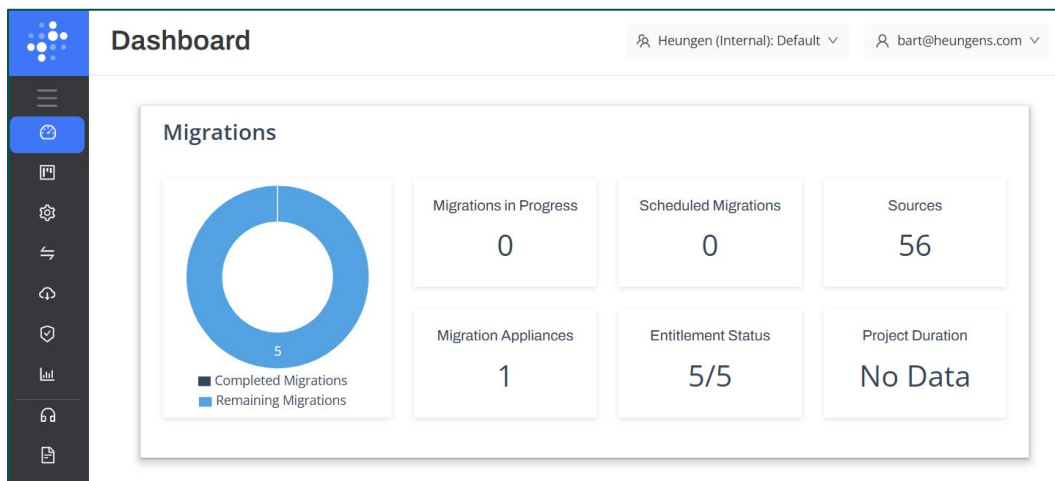 Dashboard
Heungen (Internal): Default
bart@heungens.com
Migrations
5
Completed Migrations
Remaining Migrations
Migrations in Progress
0
Scheduled Migrations
0
Sources
56
Migration Appliances
1
Entitlement Status
5/5
Project Duration
No Data